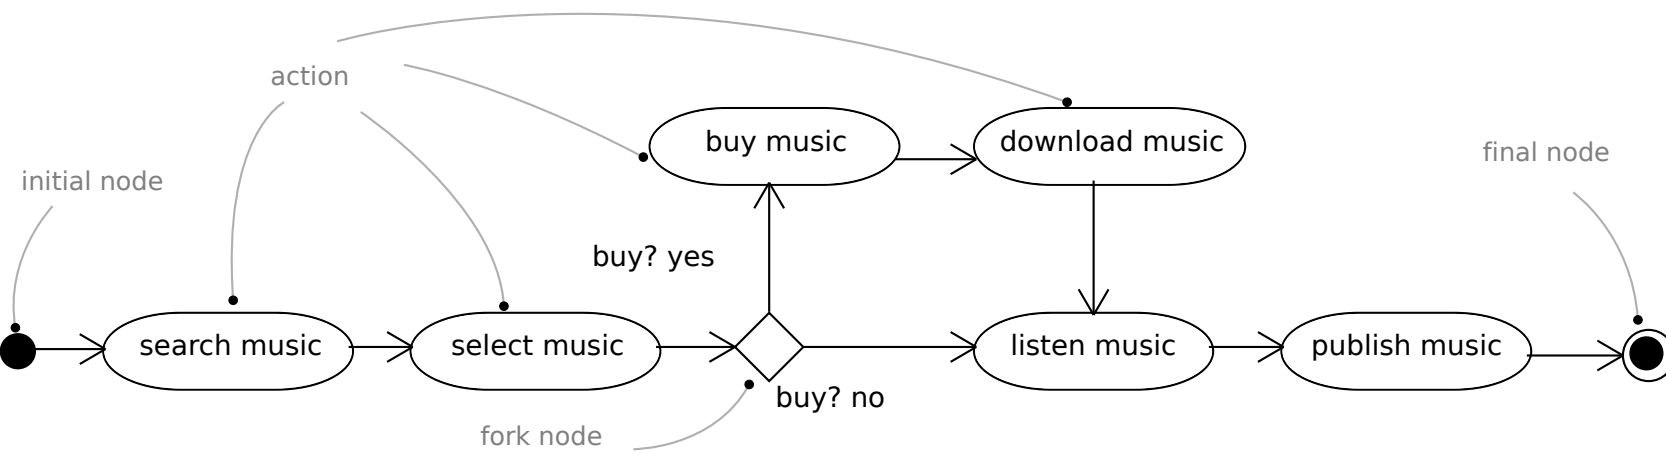 action
buy music
download music
final node
initial node
buy? yes
search music
select music
listen music
publish music
buy? no
fork node